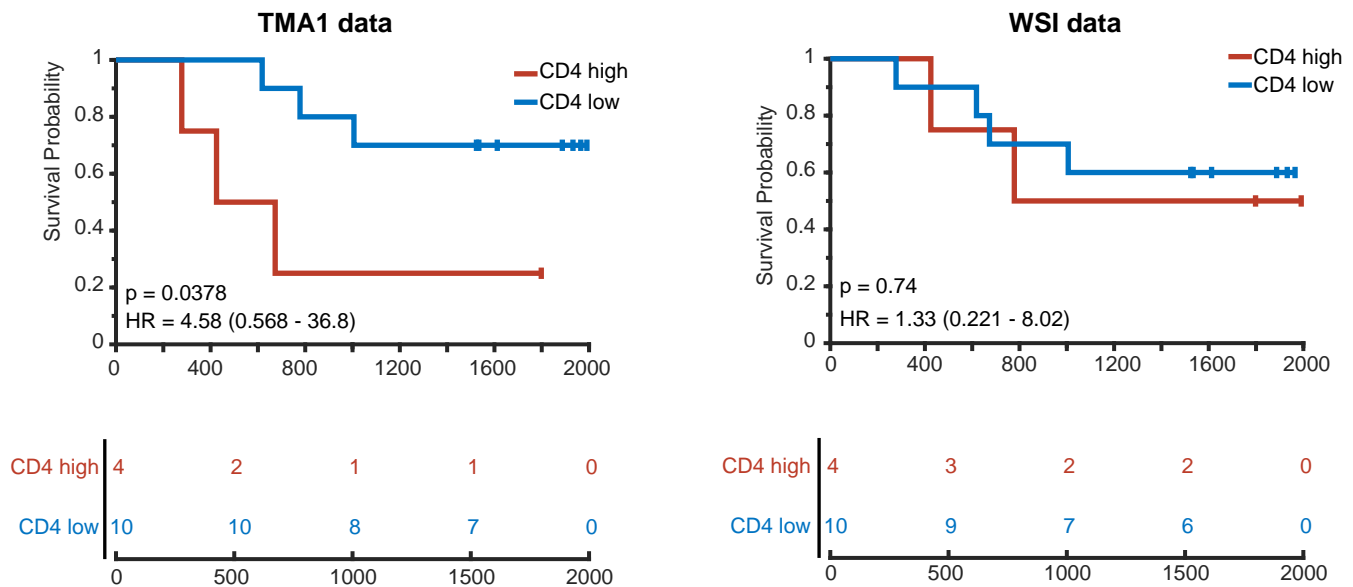 TMA1 data
Survival Probability
1
0.8
0.6
0.4
0.2
0
CD4 high
CD4 low
p = 0.0378
HR = 4.58 (0.568 - 36.8)
0 400 800 1200 1600 2000
CD4 high 4 2 1 1 0
CD4 low 10 10 8 7 0
0 500 1000 1500 2000
WSI data
Survival Probability
1
0.8
0.6
0.4
0.2
0
CD4 high
CD4 low
p = 0.74
HR = 1.33 (0.221 - 8.02)
0 400 800 1200 1600 2000
CD4 high 4 3 2 2 0
CD4 low 10 9 7 6 0
0 500 1000 1500 2000